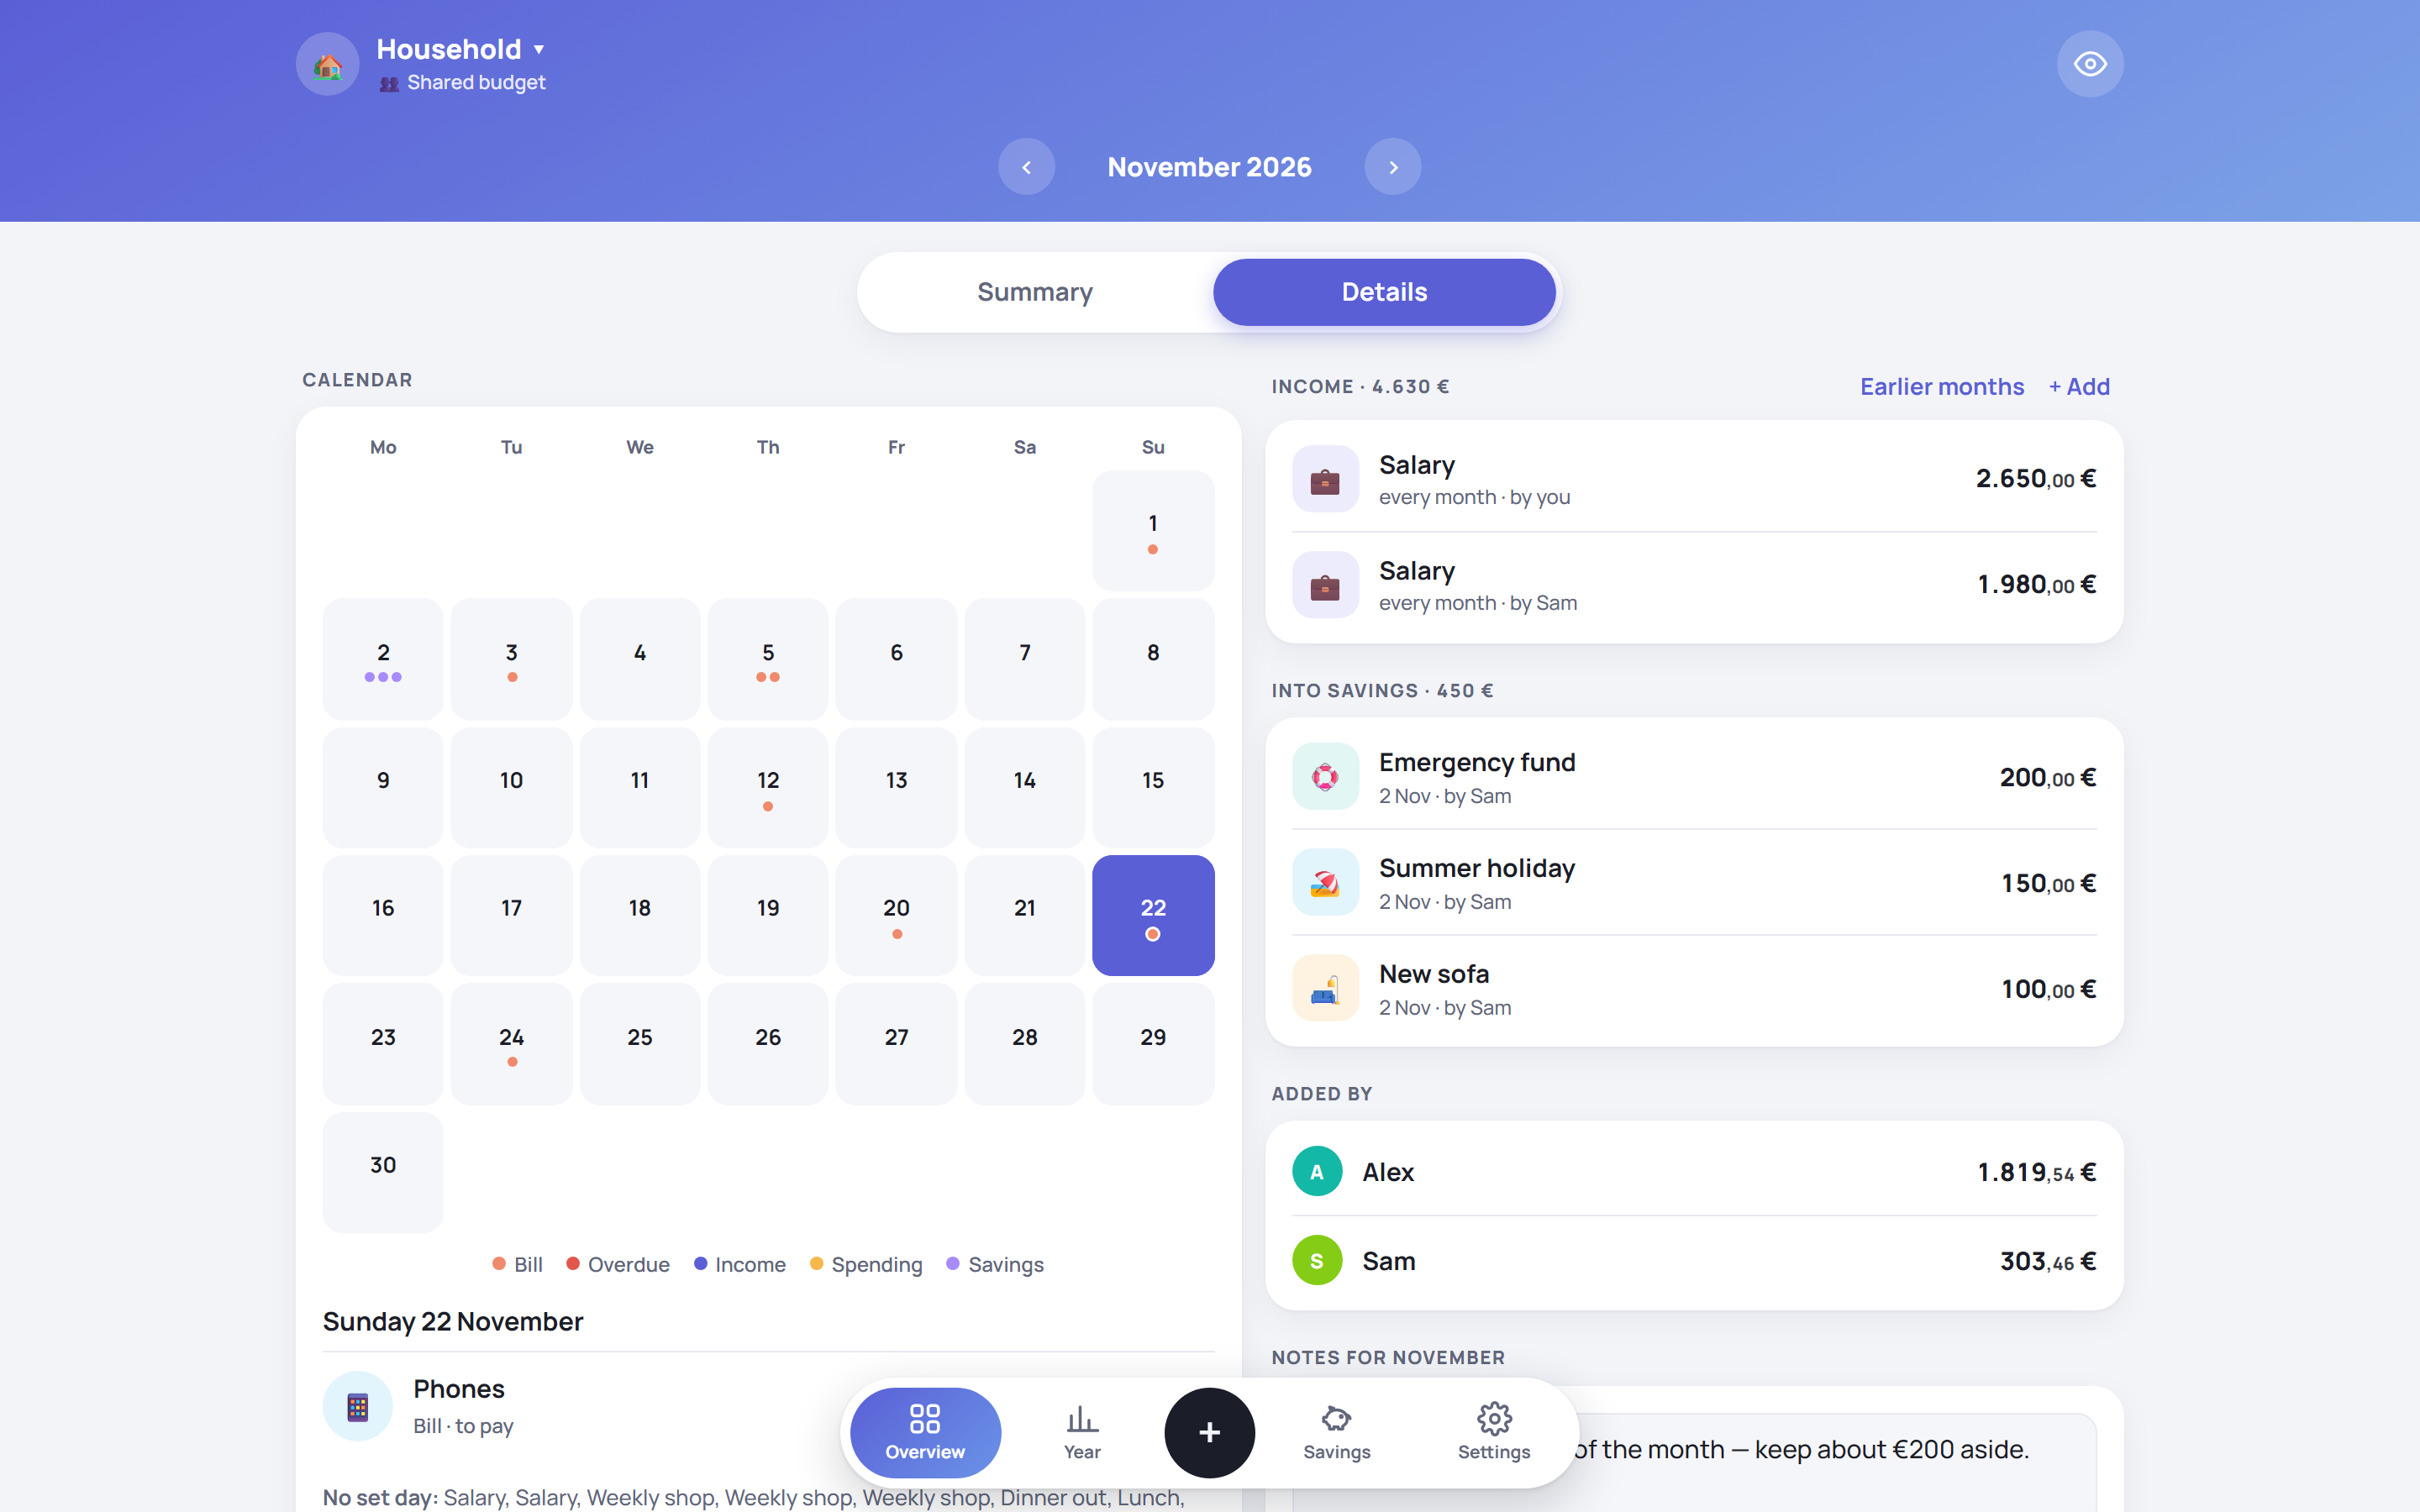 Household ▾
Shared budget
‹ November 2026 ›
Summary
Details
CALENDAR
Mo Tu We Th Fr Sa Su
1
2 3 4 5 6 7 8
9 10 11 12 13 14 15
16 17 18 19 20 21 22
23 24 25 26 27 28 29
30
Bill Overdue Income Spending Savings
Sunday 22 November
Phones
Bill · to pay
No set day: Salary, Salary, Weekly shop, Weekly shop, Weekly shop, Dinner out, Lunch,
INCOME · 4.630 €
Earlier months + Add
Salary
every month · by you
2.650,00 €
Salary
every month · by Sam
1.980,00 €
INTO SAVINGS · 450 €
Emergency fund
2 Nov · by Sam
200,00 €
Summer holiday
2 Nov · by Sam
150,00 €
New sofa
2 Nov · by Sam
100,00 €
ADDED BY
A Alex 1.819,54 €
S Sam 303,46 €
NOTES FOR NOVEMBER
of the month — keep about €200 aside.
Overview
Year
+
Savings
Settings